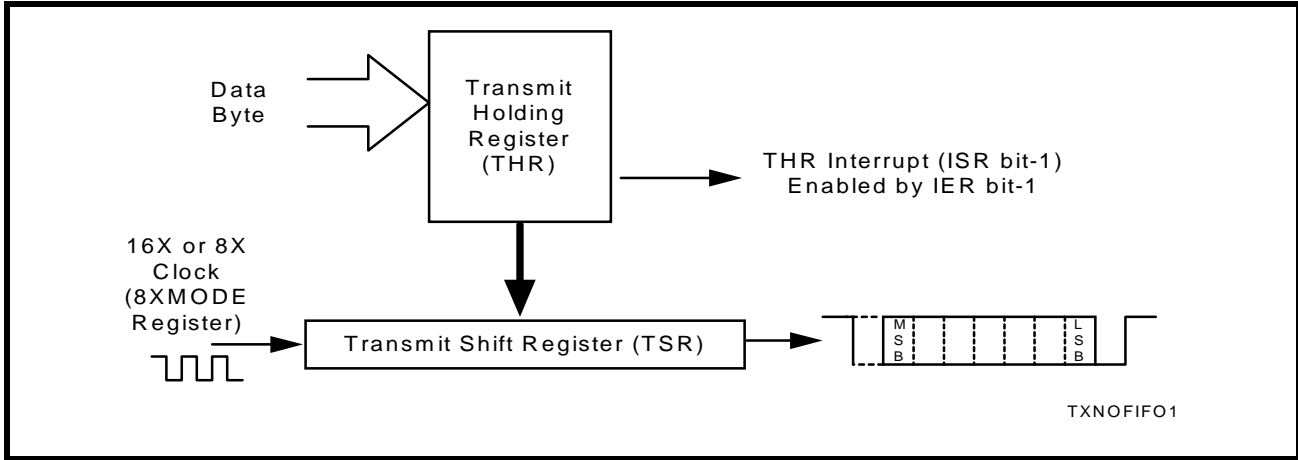 Data
Byte
Transmit
Holding
Register
(THR)
THR Interrupt (ISR bit-1)
Enabled by IER bit-1
16X or 8X
Clock
(8XMODE
Register)
Transmit Shift Register (TSR)
M
S
B
L
S
B
TXNOFIFO1